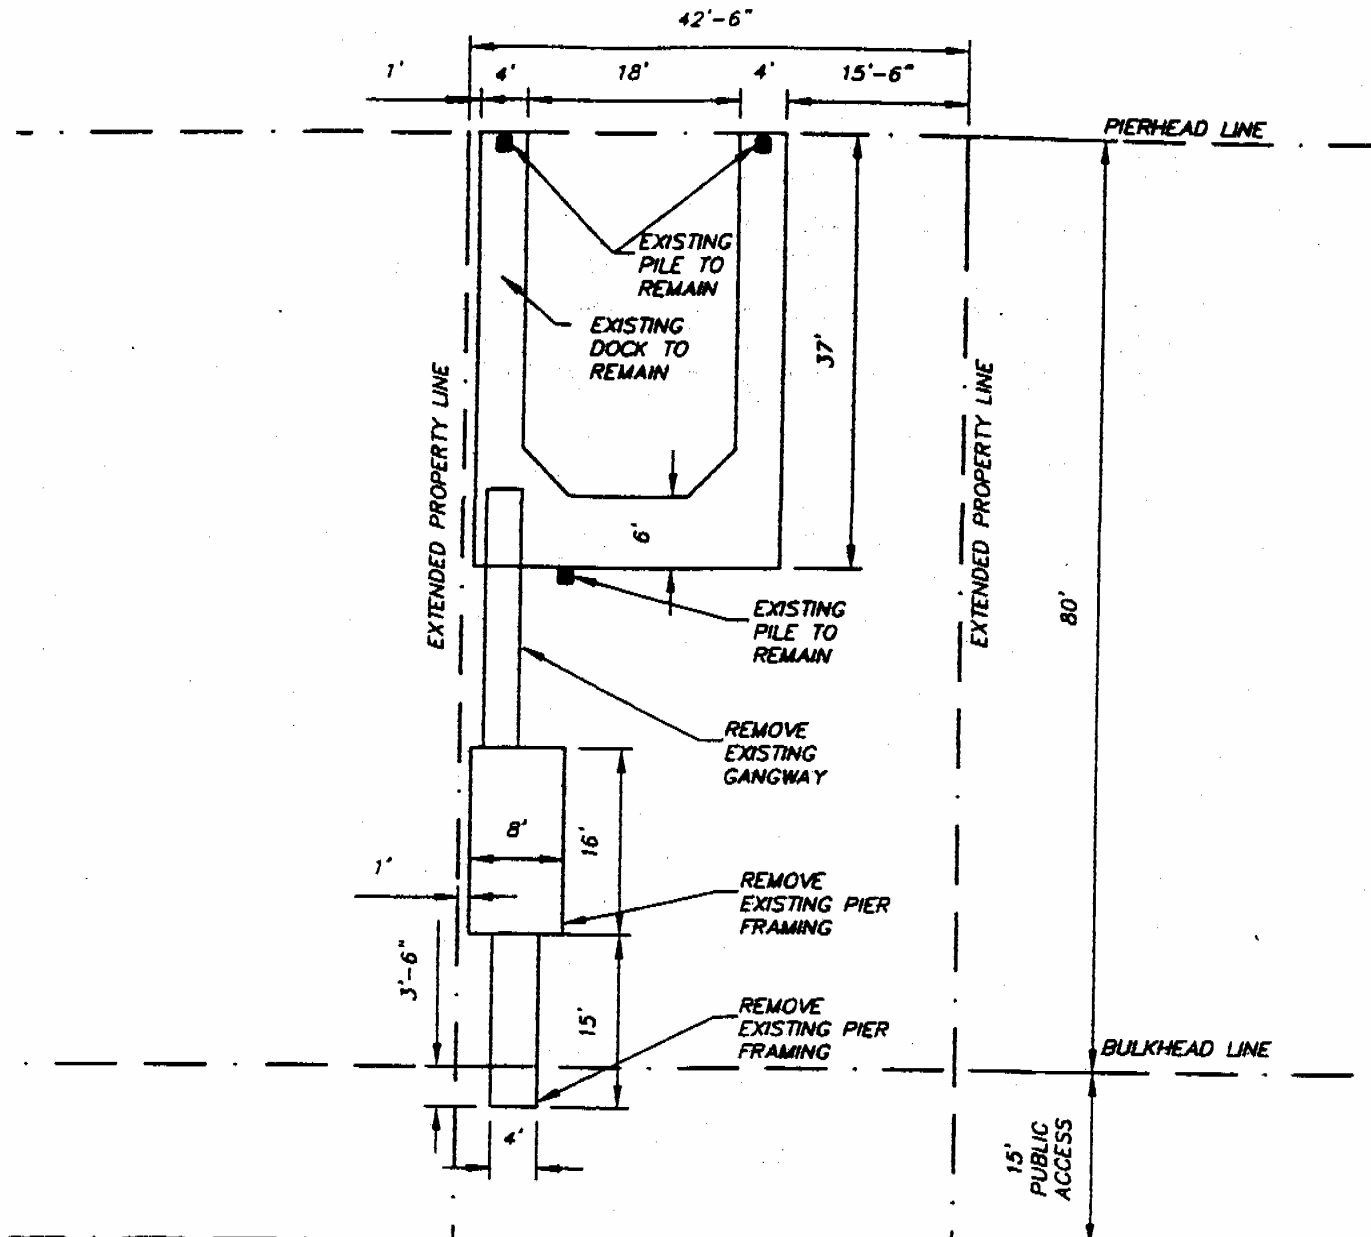 42'-6"
1'
4'
18'
4'
15'-6"
PIERHEAD LINE
EXISTING
PILE TO
REMAIN
EXISTING
DOCK TO
REMAIN
37'
EXTENDED PROPERTY LINE
EXTENDED PROPERTY LINE
6'
80'
EXISTING
PILE TO
REMAIN
REMOVE
EXISTING
GANGWAY
8'
16'
1'
REMOVE
EXISTING PIER
FRAMING
3'-6"
15'
REMOVE
EXISTING PIER
FRAMING
BULKHEAD LINE
4'
15'
PUBLIC
ACCESS